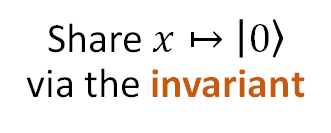 Share x ↦ |0⟩
via the invariant